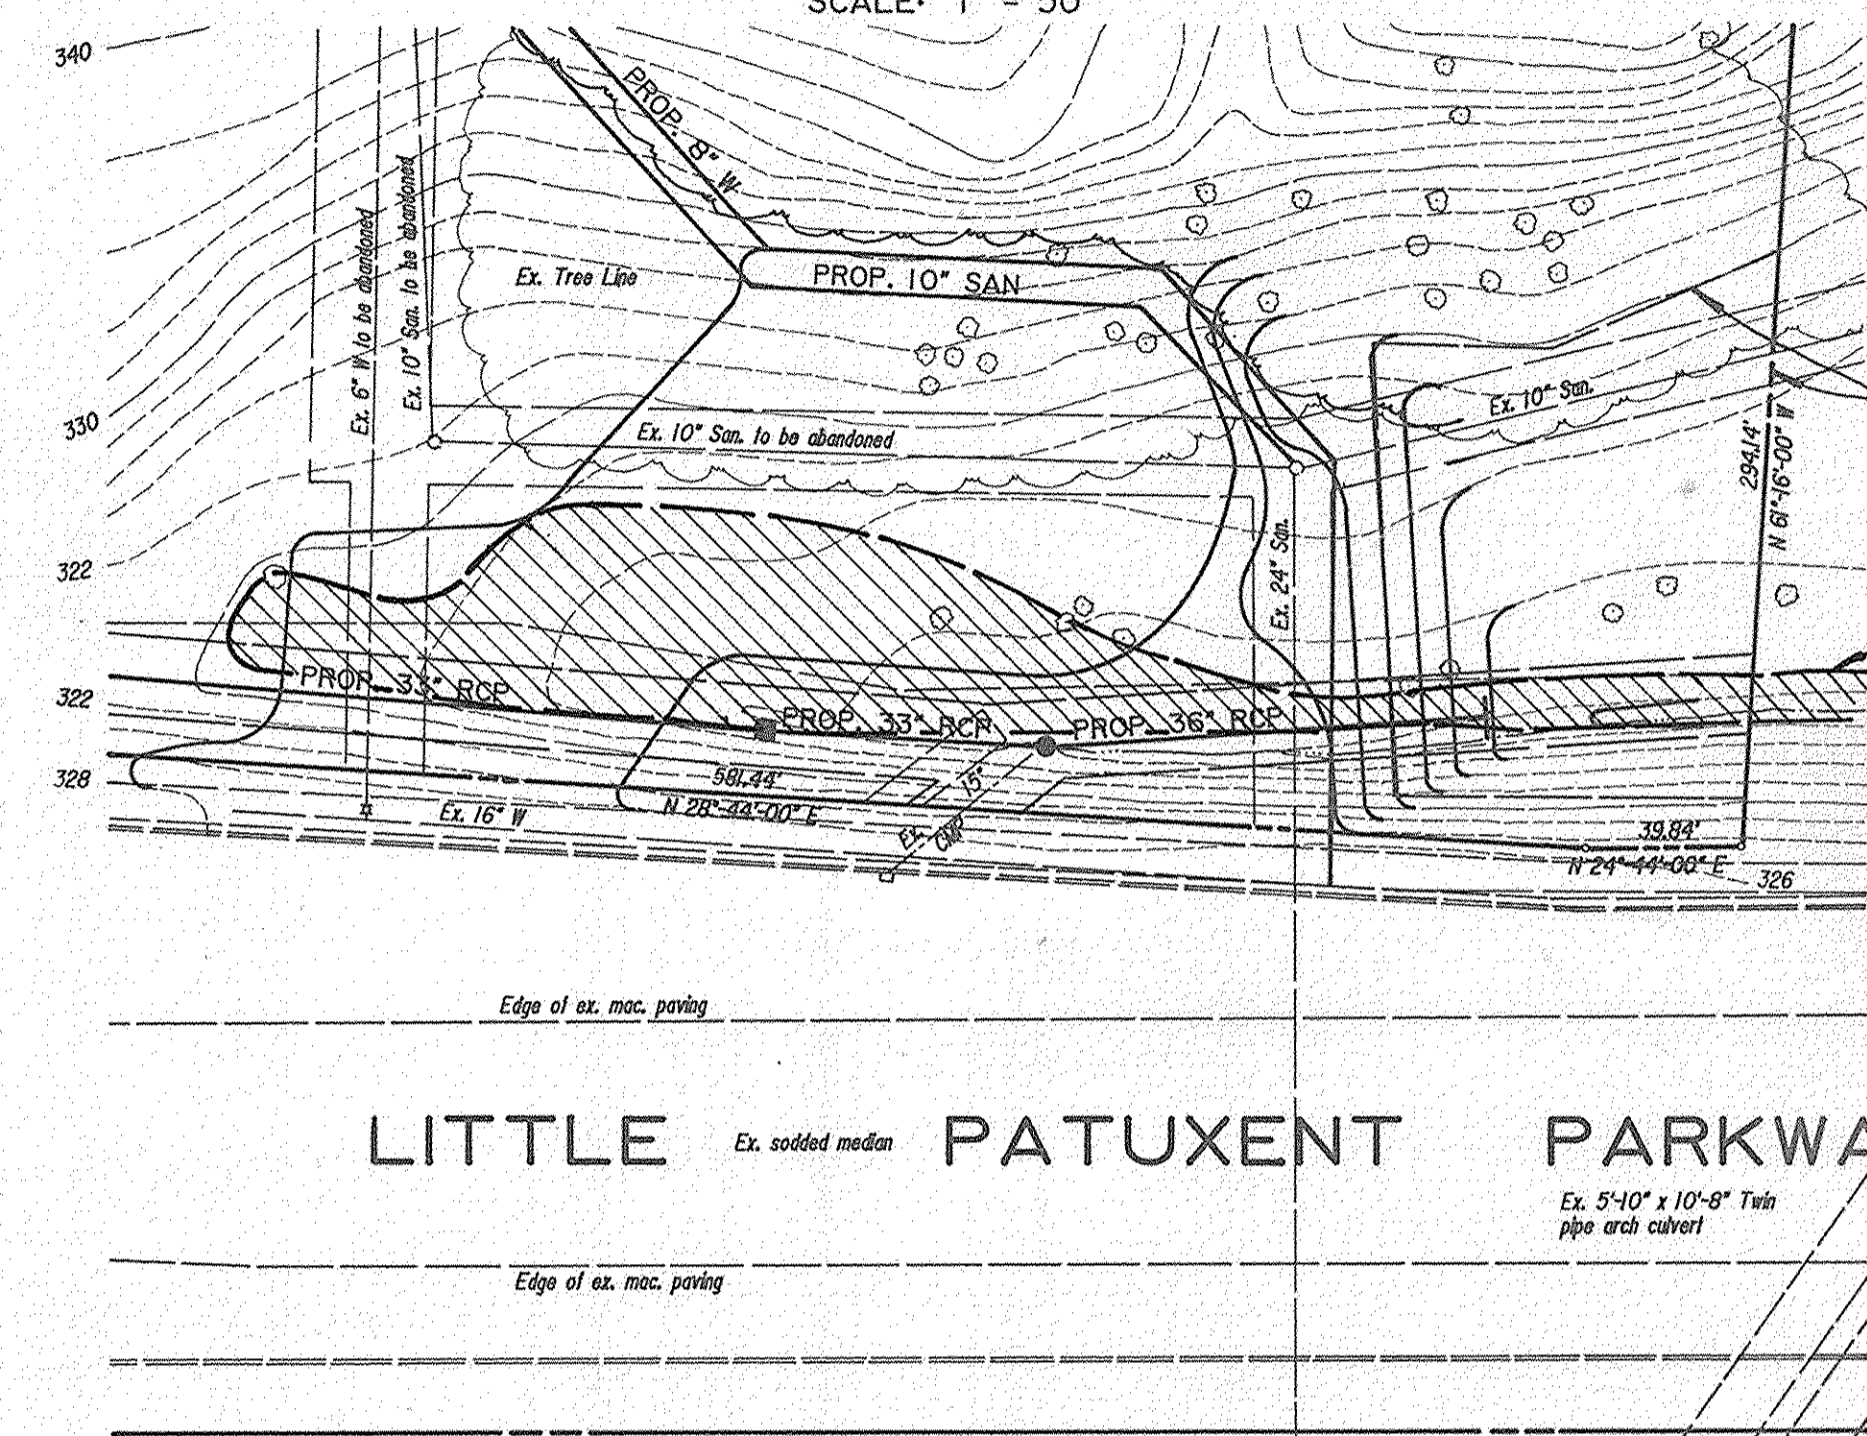 SCALE: 1" = 50'
340
PROP. 8" W
Ex. 6" W to be abandoned
Ex. 10" San. to be abandoned
Ex. Tree Line
PROP. 10" SAN
Ex. 10" San.
330
Ex. 10" San. to be abandoned
294.14'
N 61°-16'-00" W
Ex. 24" San.
322
PROP. 33" RCP
322
PROP. 33" RCP
PROP. 36" RCP
328
581.44'
N 28°-44'-00" E
Ex. 16" W
Ex. 15"
CMP
39.84'
N 24°-44'-00" E
326
Edge of ex. mac. paving
LITTLE PATUXENT PARKWA
Ex. sodded median
Ex. 5'-10" x 10'-8" Twin
pipe arch culvert
Edge of ex. mac. paving